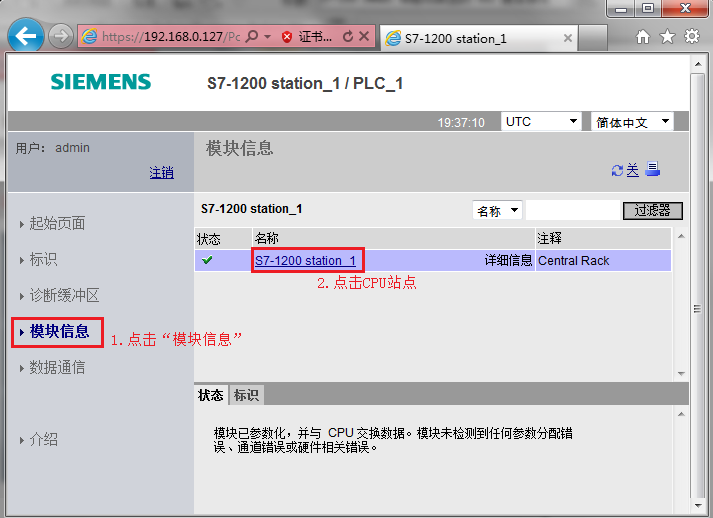 https://192.168.0.127/Pc
证书...
S7-1200 station_1
SIEMENS
S7-1200 station_1 / PLC_1
19:37:10
UTC
简体中文
用户： admin
注销
模块信息
关
起始页面
标识
诊断缓冲区
模块信息
数据通信
介绍
1.点击“模块信息”
S7-1200 station_1
名称
过滤器
状态 名称 注释
S7-1200 station_1 详细信息 Central Rack
2.点击CPU站点
状态 标识
模块已参数化，并与 CPU 交换数据。模块未检测到任何参数分配错
误、通道错误或硬件相关错误。